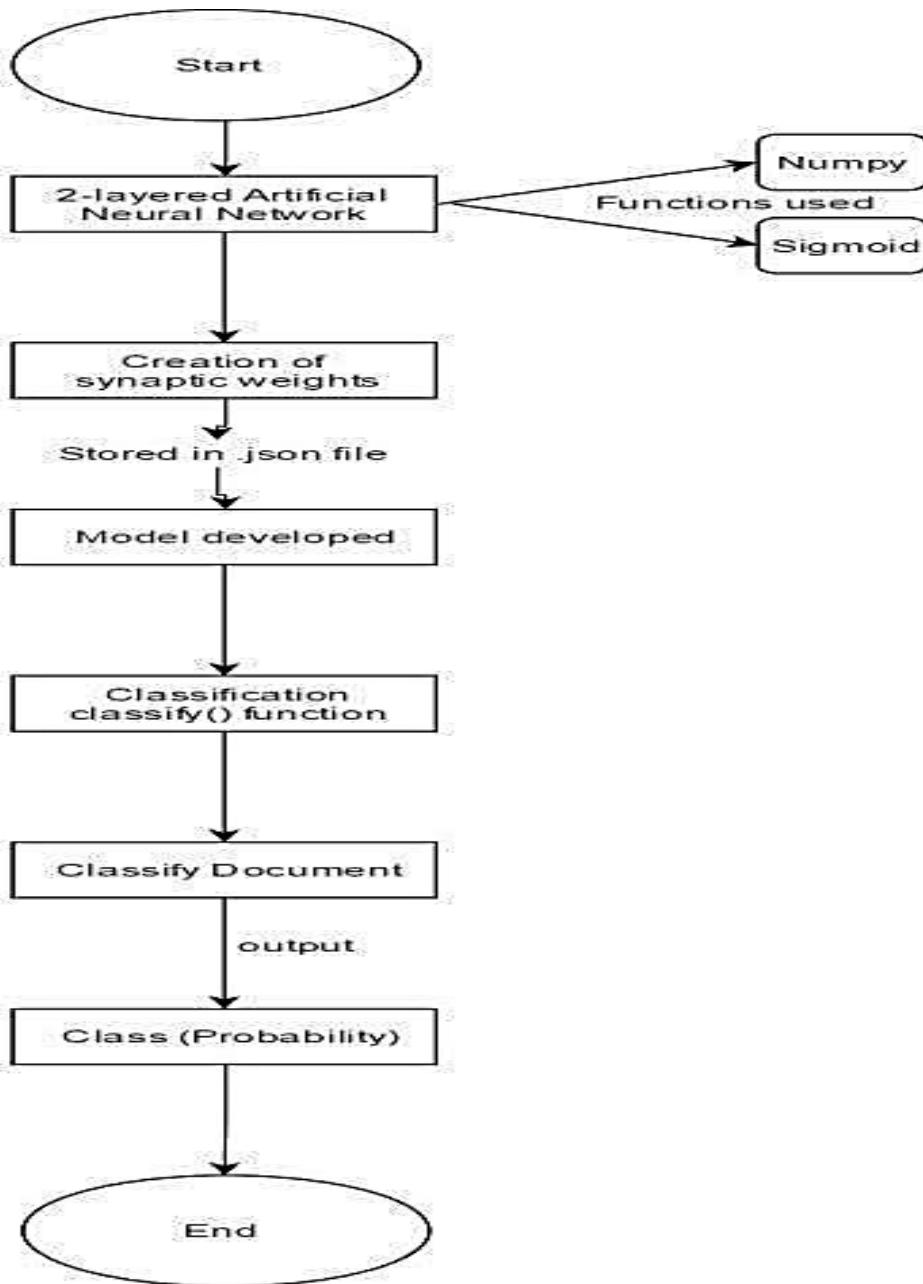 Start
2-layered Artificial
Neural Network
Numpy
Functions used
Sigmoid
Creation of
synaptic weights
Stored in .json file
Model developed
Classification
classify() function
Classify Document
output
Class (Probability)
End